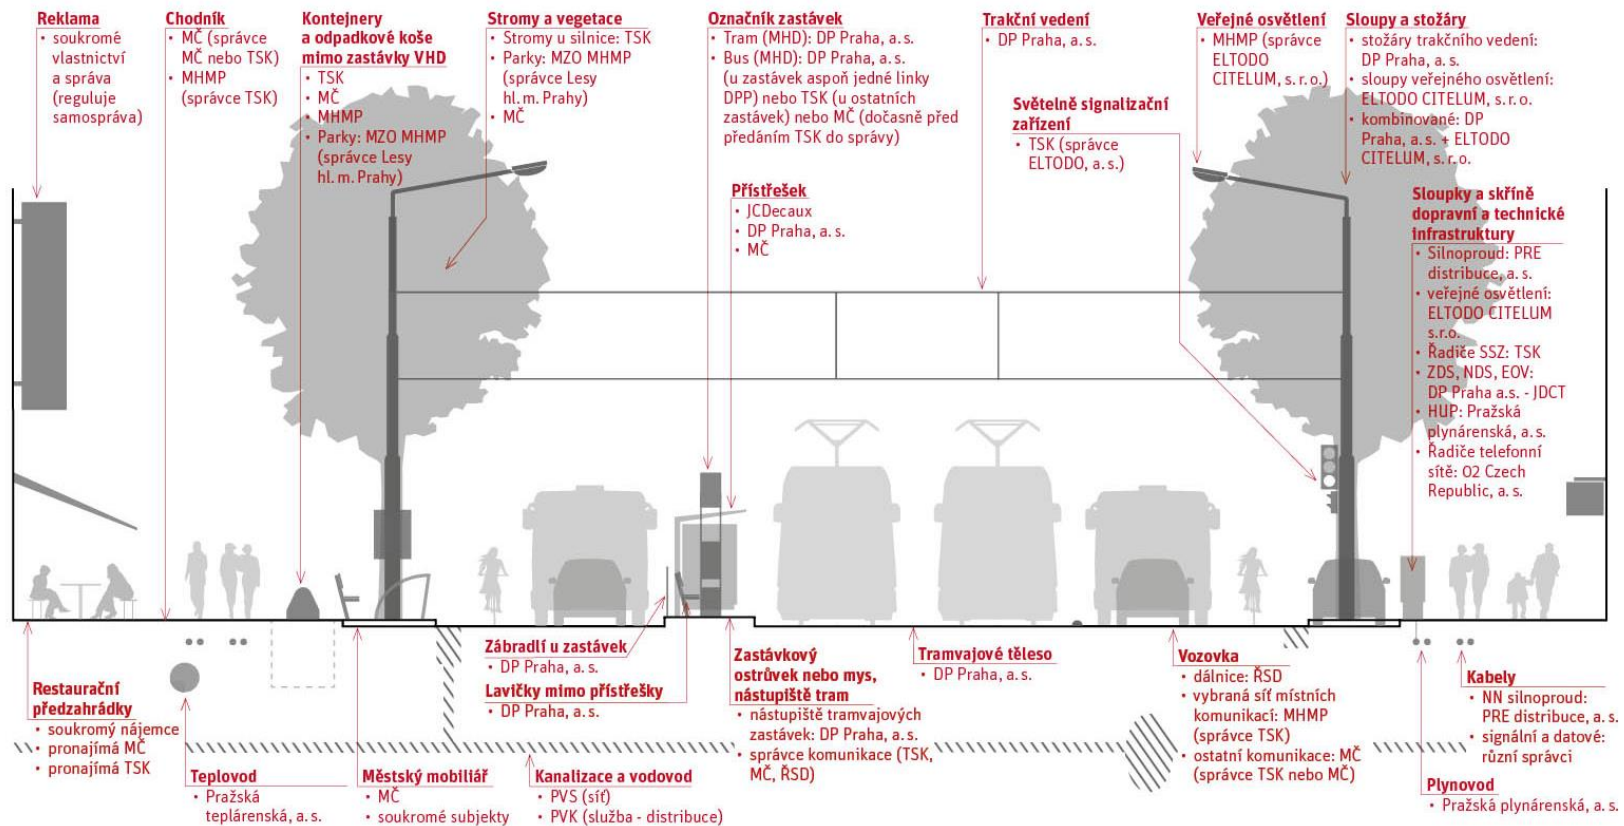 Reklama
• soukromé
vlastnictví
a správa
(reguluje
samospráva)
Chodník
• MČ (správce
MČ nebo TSK)
• MHMP
(správce TSK)
Kontejnery
a odpadkové koše
mimo zastávky VHD
• TSK
• MČ
• MHMP
• Parky: MZO MHMP
(správce Lesy
hl. m. Prahy)
Stromy a vegetace
• Stromy u silnice: TSK
• Parky: MZO MHMP
(správce Lesy
hl. m. Prahy)
• MČ
Označník zastávek
• Tram (MHD): DP Praha, a. s.
• Bus (MHD): DP Praha, a. s.
(u zastávek aspoň jedné linky
DPP) nebo TSK (u ostatních
zastávek) nebo MČ (dočasně před
předáním TSK do správy)
Přístřešek
• JCDecaux
• DP Praha, a. s.
• MČ
Trakční vedení
• DP Praha, a. s.
Světelně signalizační
zařízení
• TSK (správce
ELTODO, a. s.)
Veřejné osvětlení
• MHMP (správce
ELTODO
CITELUM, s. r. o.)
Sloupy a stožáry
• stožáry trakčního vedení:
DP Praha, a. s.
• sloupy veřejného osvětlení:
ELTODO CITELUM, s. r. o.
• kombinované: DP
Praha, a. s. + ELTODO
CITELUM, s. r. o.
Sloupky a skříně
dopravní a technické
infrastruktury
• Silnoproud: PRE
distribuce, a. s.
• veřejné osvětlení:
ELTODO CITELUM
s.r.o.
• Řadiče SSZ: TSK
• ZDS, NDS, EOV:
DP Praha a.s. - JDCT
• HUP: Pražská
plynárenská, a. s.
• Řadiče telefonní
sítě: O2 Czech
Republic, a. s.
Restaurační
předzahrádky
• soukromý nájemce
• pronajímá MČ
• pronajímá TSK
Teplovod
• Pražská
teplárenská, a. s.
Městský mobiliář
• MČ
• soukromé subjekty
Zábradlí u zastávek
• DP Praha, a. s.
Lavičky mimo přístřešky
• DP Praha, a. s.
Kanalizace a vodovod
• PVS (síť)
• PVK (služba - distribuce)
Zastávkový
ostrůvek nebo mys,
nástupiště tram
• nástupiště tramvajových
zastávek: DP Praha, a. s.
• správce komunikace (TSK,
MČ, ŘSD)
Tramvajové těleso
• DP Praha, a. s.
Vozovka
• dálnice: ŘSD
• vybraná síť místních
komunikací: MHMP
(správce TSK)
• ostatní komunikace: MČ
(správce TSK nebo MČ)
Kabely
• NN silnoproud:
PRE distribuce, a. s.
• signální a datové:
různí správci
Plynovod
• Pražská plynárenská, a. s.